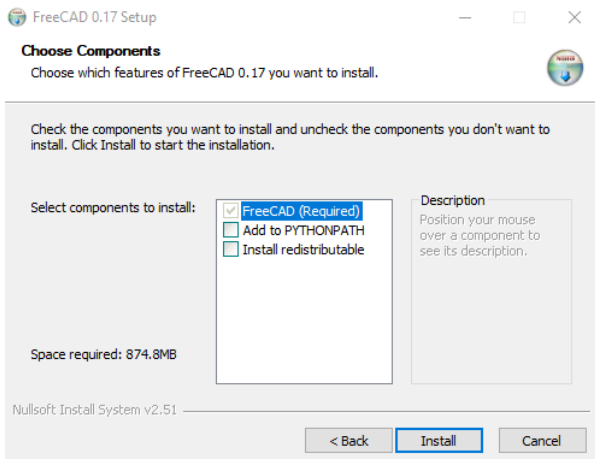 FreeCAD 0.17 Setup
Choose Components
Choose which features of FreeCAD 0.17 you want to install.
Check the components you want to install and uncheck the components you don't want to
install. Click Install to start the installation.
Select components to install:
FreeCAD (Required)
Add to PYTHONPATH
Install redistributable
Description
Position your mouse
over a component to
see its description.
Space required: 874.8MB
Nullsoft Install System v2.51
< Back
Install
Cancel